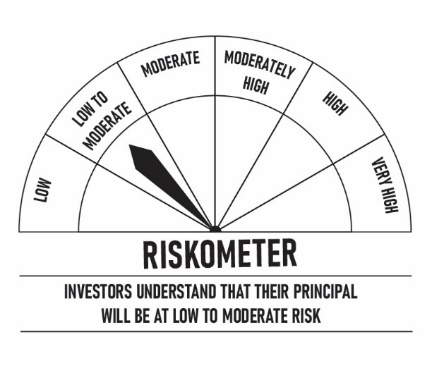 LOW
LOW TO
MODERATE
MODERATE
MODERATELY
HIGH
HIGH
VERY HIGH
RISKOMETER
INVESTORS UNDERSTAND THAT THEIR PRINCIPAL
WILL BE AT LOW TO MODERATE RISK